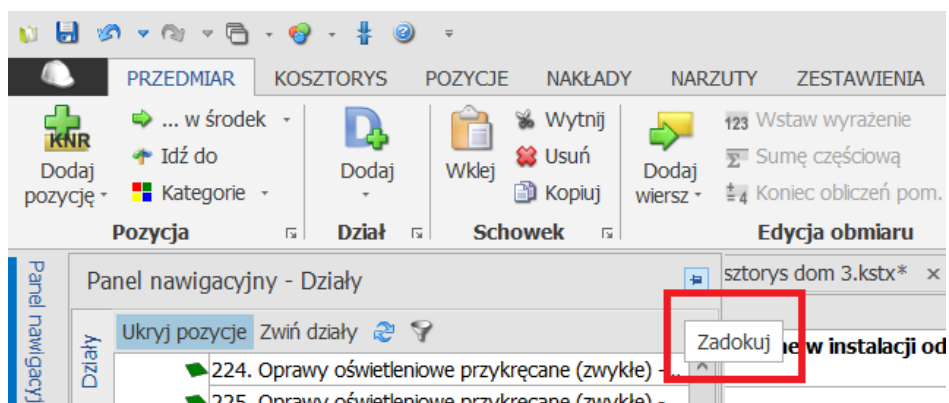 PRZEDMIAR KOSZTORYS POZYCJE NAKŁADY NARZUTY ZESTAWIENIA
KNR
Dodaj pozycję
... w środek
Idź do
Kategorie
Pozycja
D
Dodaj
Dział
Wklej
Wytnij
Usuń
Kopiuj
Schowek
Dodaj wiersz
123 Wstaw wyrażenie
Σ Sumę częściową
Koniec obliczeń pom.
Edycja obmiaru
Panel nawigacyj
Panel nawigacyjny - Działy
sztorys dom 3.kstx* ×
Działy
Ukryj pozycje Zwiń działy
Zadokuj
w instalacji od
224. Oprawy oświetleniowe przykręcane (zwykłe) -
225. Oprawy oświetleniowe przykręcane (zwykłe) -